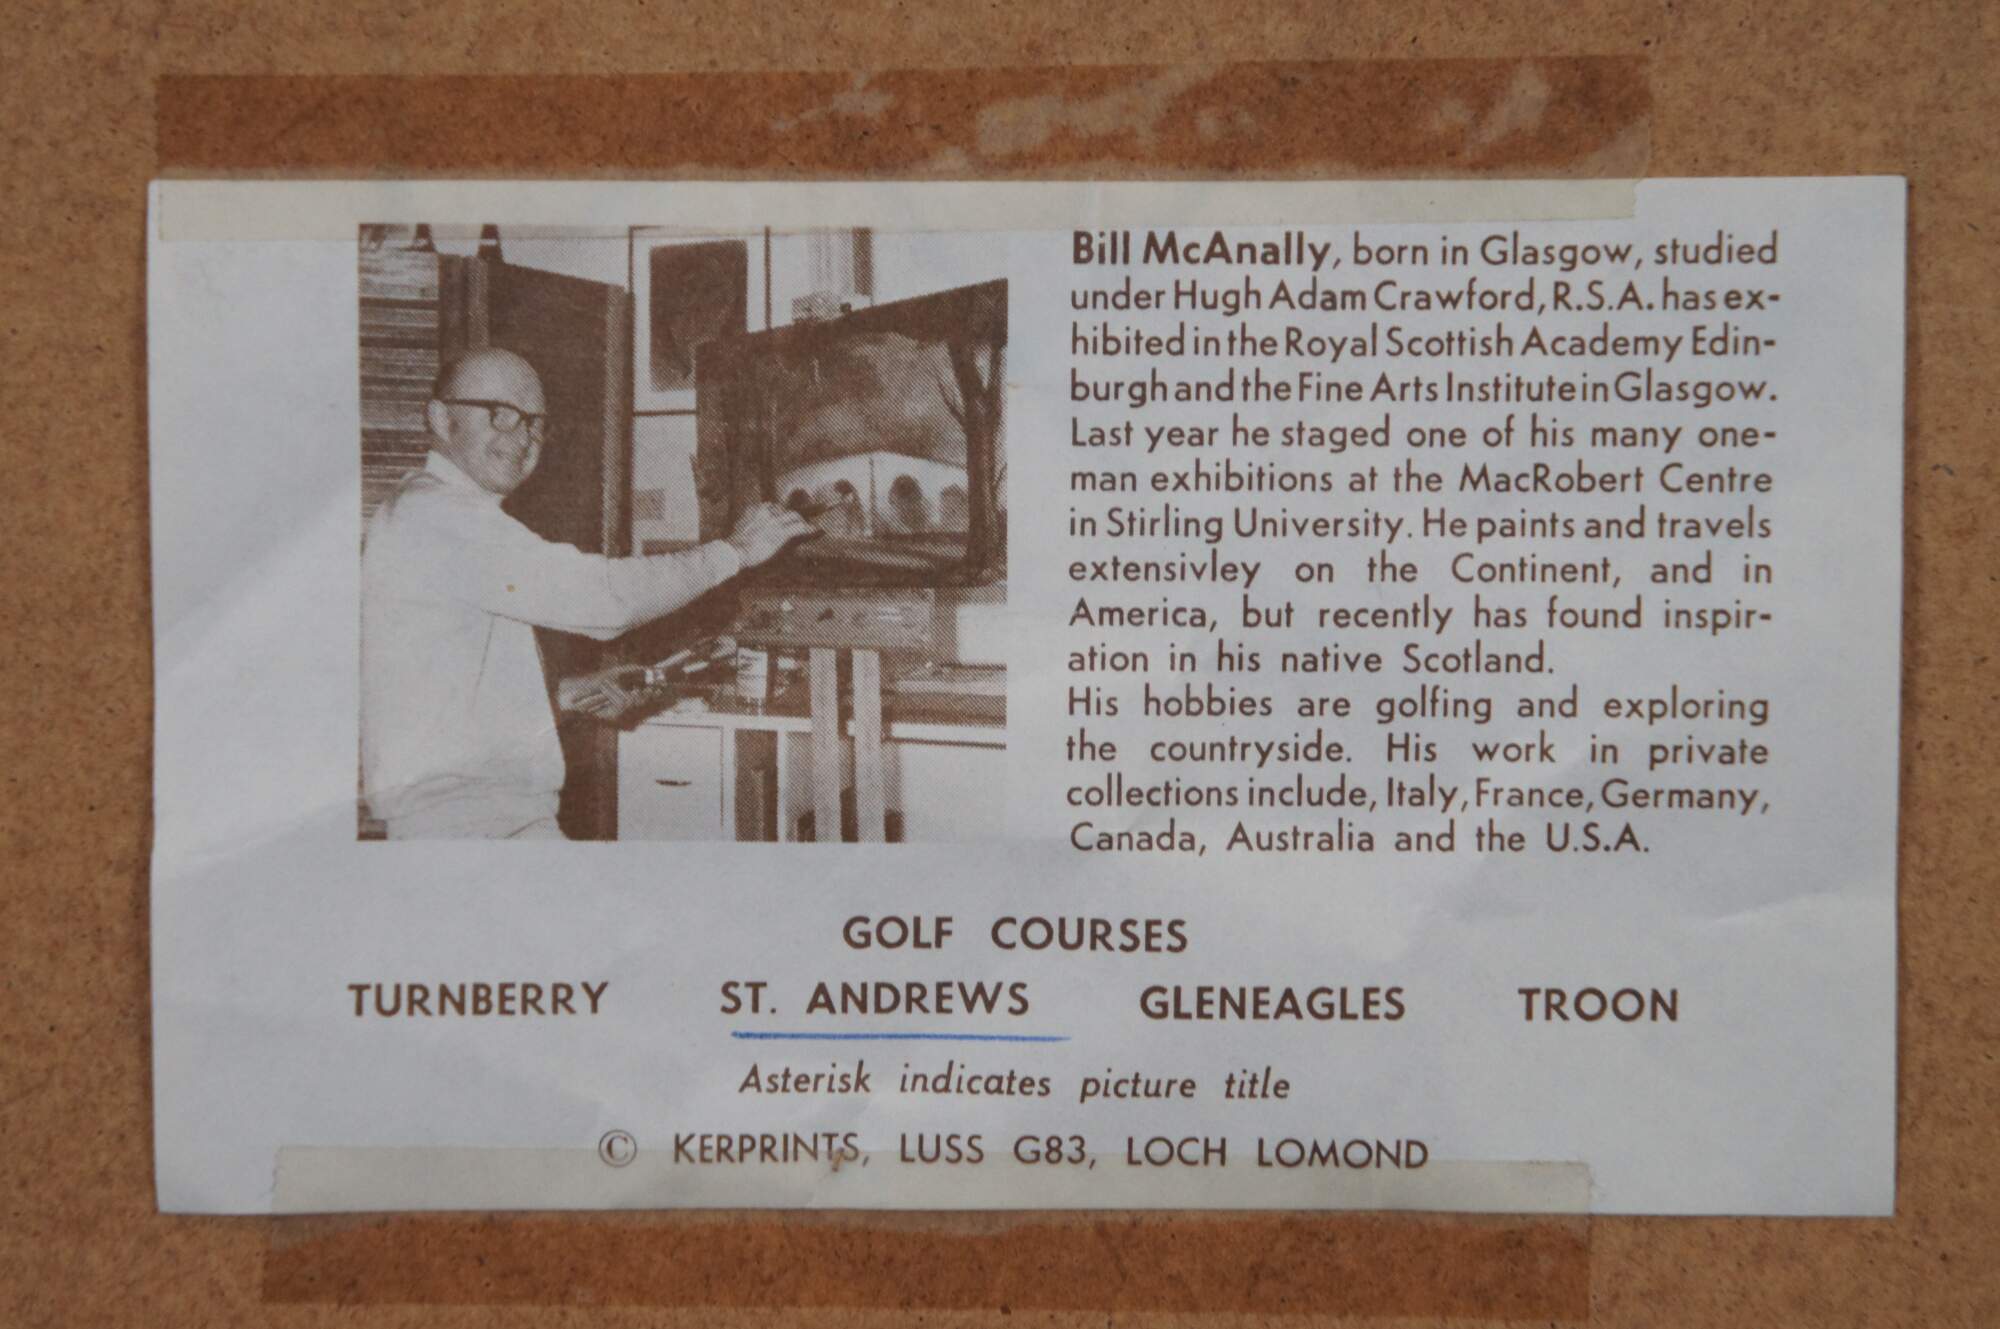 Bill McAnally, born in Glasgow, studied
under Hugh Adam Crawford, R.S.A. has ex-
hibited in the Royal Scottish Academy Edin-
burgh and the Fine Arts Institute in Glasgow.
Last year he staged one of his many one-
man exhibitions at the MacRobert Centre
in Stirling University. He paints and travels
extensivley on the Continent, and in
America, but recently has found inspir-
ation in his native Scotland.
His hobbies are golfing and exploring
the countryside. His work in private
collections include, Italy, France, Germany,
Canada, Australia and the U.S.A.
GOLF COURSES
TURNBERRY ST. ANDREWS GLENEAGLES TROON
Asterisk indicates picture title
© KERPRINTS, LUSS G83, LOCH LOMOND